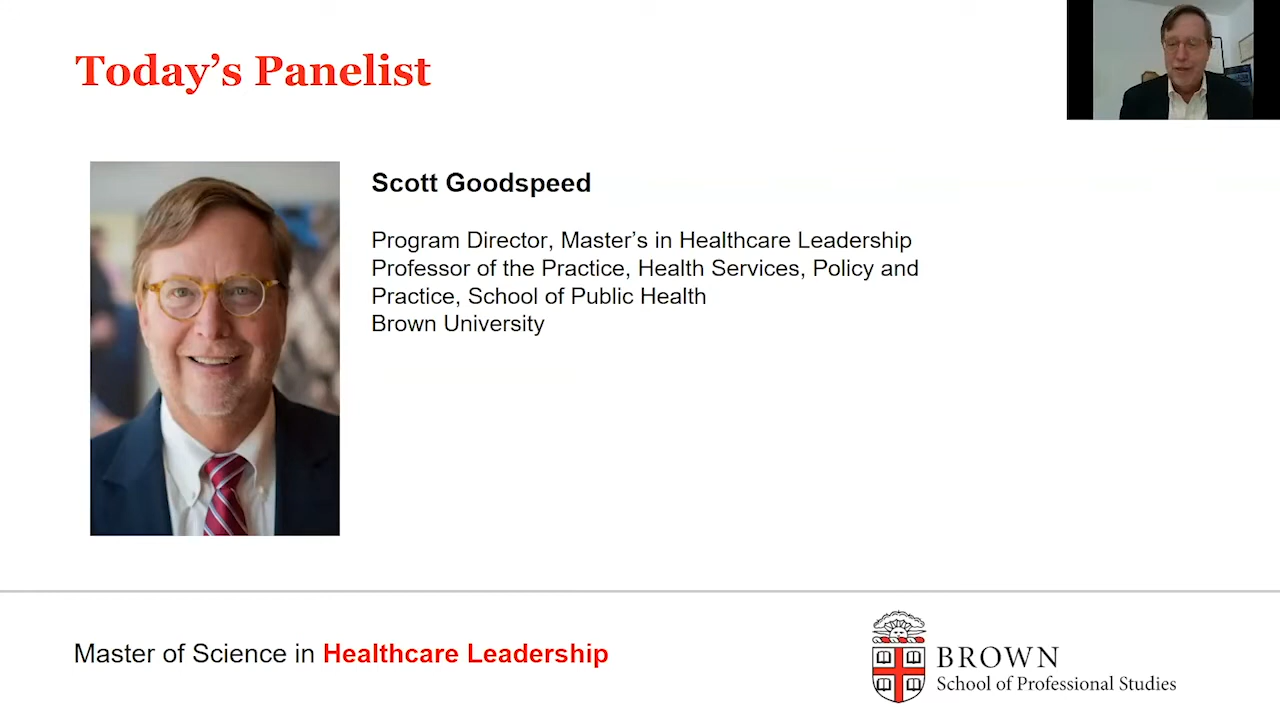 Today’s Panelist
Scott Goodspeed
Program Director, Master’s in Healthcare Leadership
Professor of the Practice, Health Services, Policy and
Practice, School of Public Health
Brown University
Master of Science in Healthcare Leadership
BROWN
School of Professional Studies